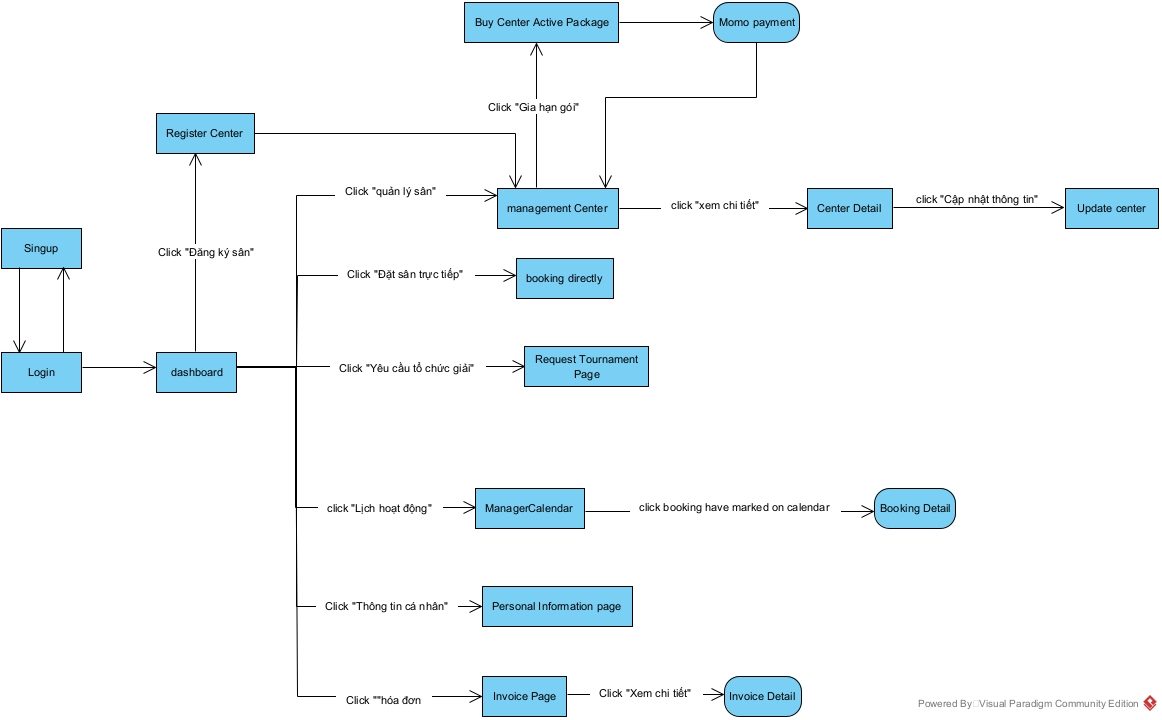 Buy Center Active Package
Momo payment
Click "Gia hạn gói"
Register Center
Click "quản lý sân"
management Center
click "xem chi tiết"
Center Detail
click "Cập nhật thông tin"
Update center
Singup
Click "Đăng ký sân"
Click "Đặt sân trực tiếp"
booking directly
Login
dashboard
Click "Yêu cầu tổ chức giải"
Request Tournament
Page
click "Lịch hoạt động"
ManagerCalendar
click booking have marked on calendar
Booking Detail
Click "Thông tin cá nhân"
Personal Information page
Click ""hóa đơn
Invoice Page
Click "Xem chi tiết"
Invoice Detail
Powered By Visual Paradigm Community Edition